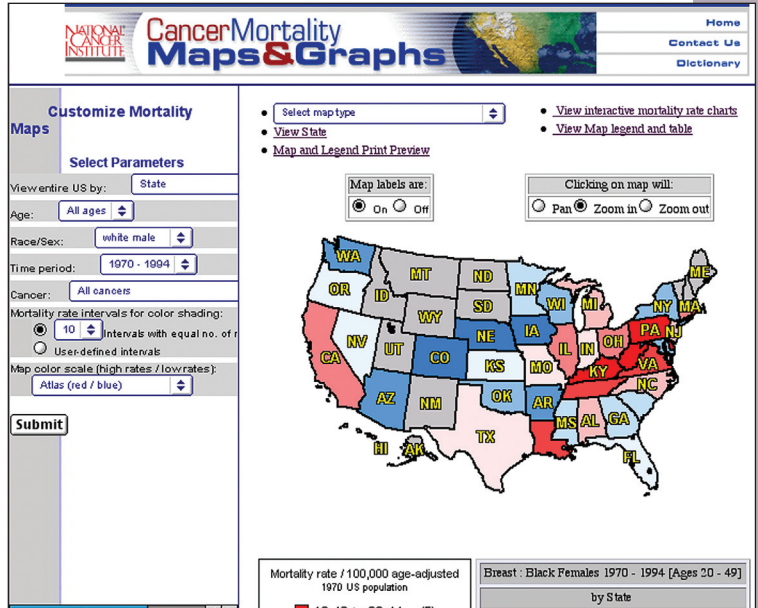 NATIONAL CANCER INSTITUTE
CancerMortality
Maps&Graphs
Home
Contact Us
Dictionary
Customize Mortality
Maps
Select Parameters
View entire US by: State
Age: All ages
Race/Sex: white male
Time period: 1970 - 1994
Cancer: All cancers
Mortality rate intervals for color shading:
10 Intervals with equal no. of r
User-defined intervals
Map color scale (high rates / low rates):
Atlas (red / blue)
Submit
Select map type
View State
Map and Legend Print Preview
View interactive mortality rate charts
View Map legend and table
Map labels are:
On Off
Clicking on map will:
Pan Zoom in Zoom out
WA MT ND MN ME
OR ID SD WI MI NY MA
WY
NV UT CO NE IA IL IN OH PA NJ
CA KS MO KY VA
AZ NM OK AR NC
TX MS AL GA
HI AK FL
Mortality rate / 100,000 age-adjusted
1970 US population
Breast : Black Females 1970 - 1994 [Ages 20 - 49]
by State